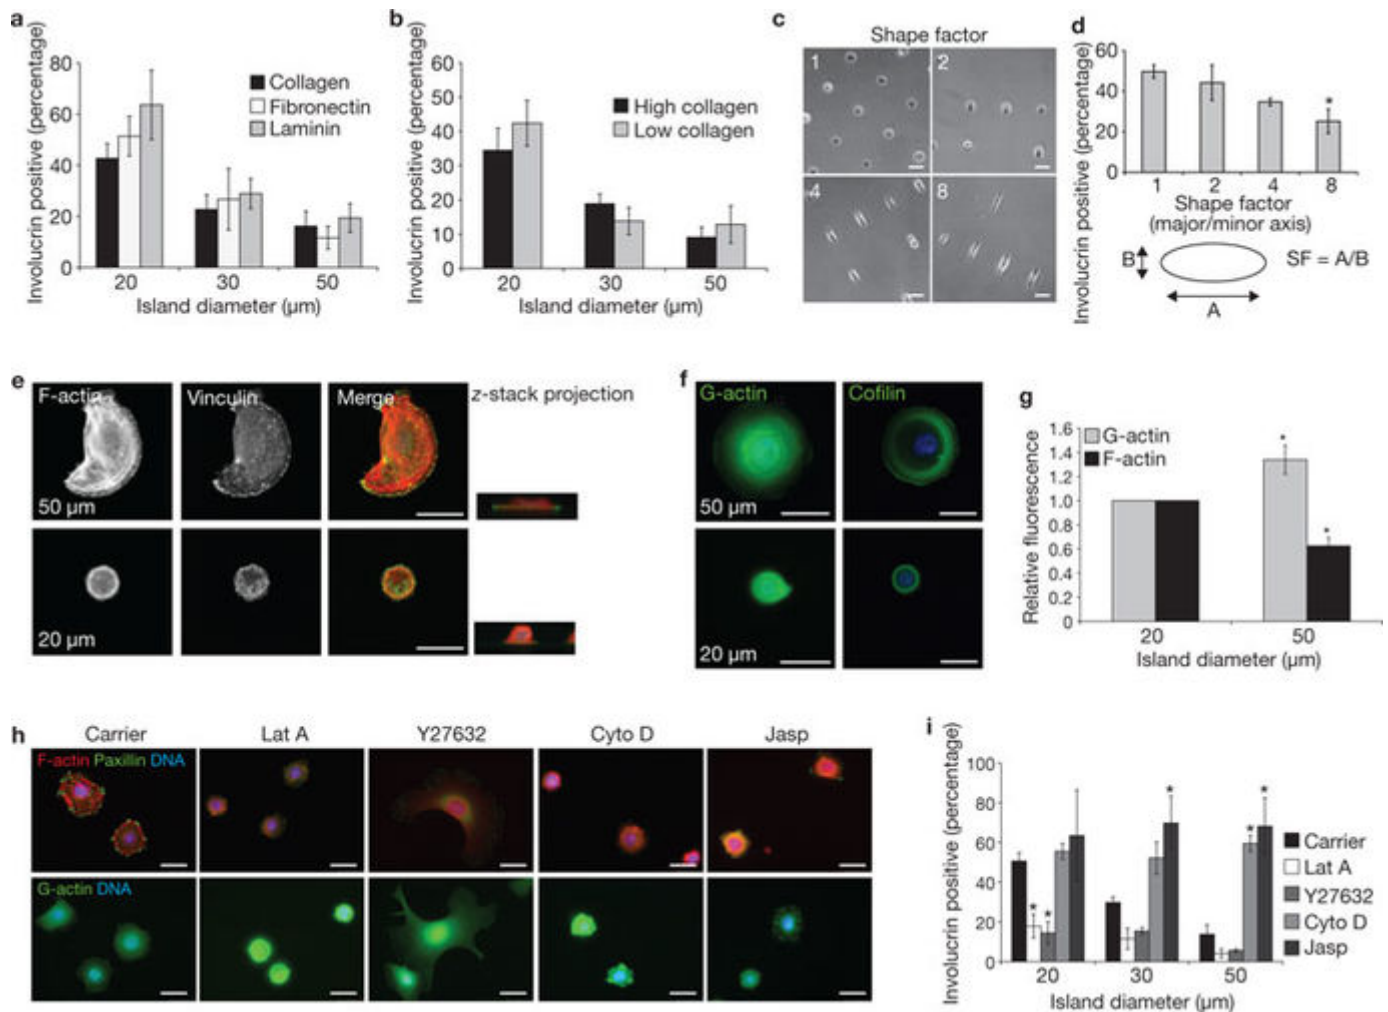 a
Involucrin positive (percentage)
80
60
40
20
0
Collagen
Fibronectin
Laminin
20 30 50
Island diameter (µm)
b
Involucrin positive (percentage)
60
50
40
30
20
10
0
High collagen
Low collagen
20 30 50
Island diameter (µm)
c
Shape factor
1 2
4 8
d
Involucrin positive (percentage)
60
40
20
0
*
1 2 4 8
Shape factor
(major/minor axis)
B
SF = A/B
A
e
F-actin Vinculin Merge z-stack projection
50 µm
20 µm
f
G-actin Cofilin
50 µm
20 µm
g
Relative fluorescence
1.6
1.4
1.2
1.0
0.8
0.6
0.4
0.2
0
G-actin
F-actin
*
*
20 50
Island diameter (µm)
h
Carrier Lat A Y27632 Cyto D Jasp
F-actin Paxillin DNA
G-actin DNA
i
Involucrin positive (percentage)
100
80
60
40
20
0
* * * * *
Carrier
Lat A
Y27632
Cyto D
Jasp
20 30 50
Island diameter (µm)